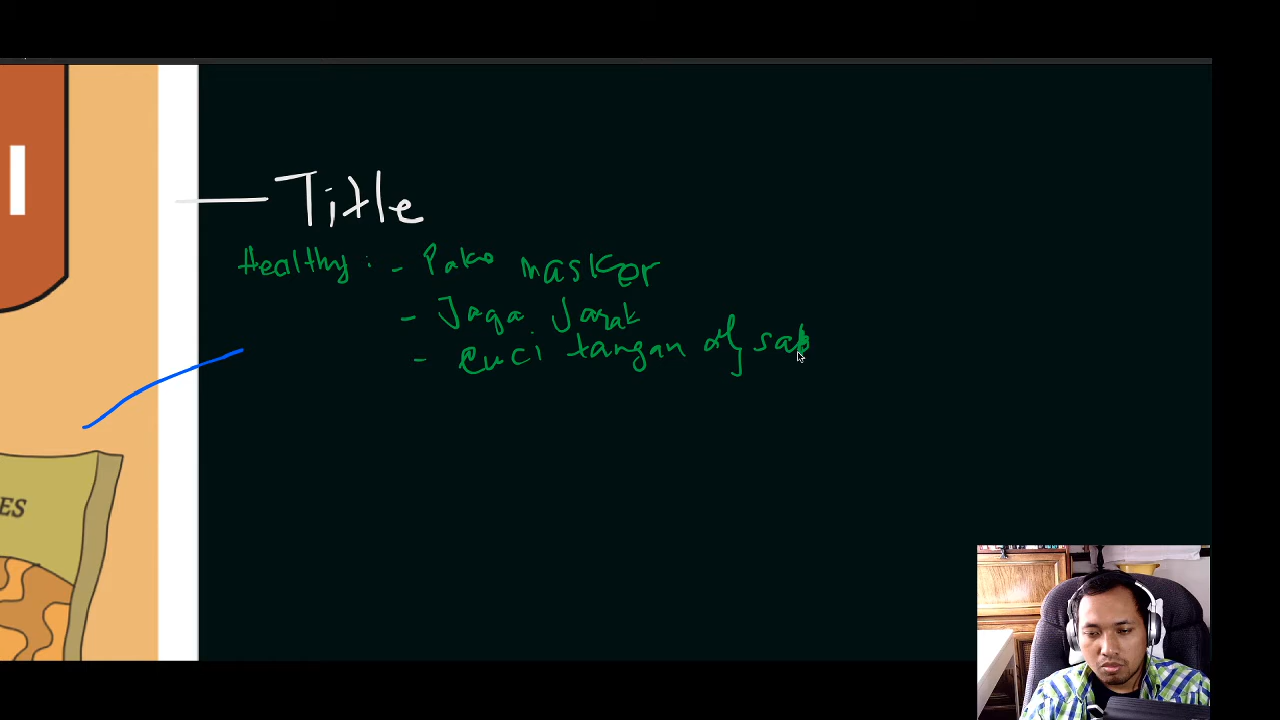 I
Title
Healthy : - Pake masker
- Jaga Jarak
- Cuci tangan dg sab
ES